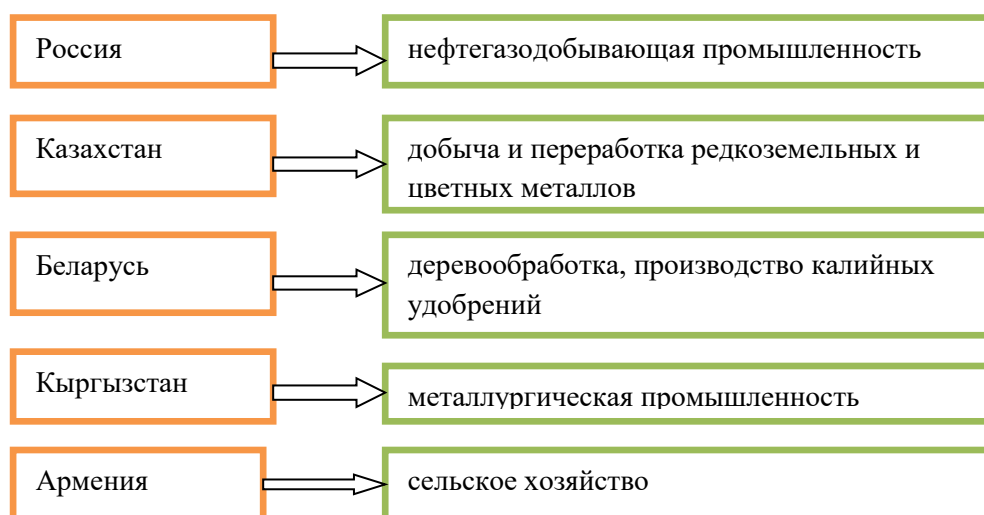 Россия
нефтегазодобывающая промышленность
Казахстан
добыча и переработка редкоземельных и
цветных металлов
Беларусь
деревообработка, производство калийных
удобрений
Кыргызстан
металлургическая промышленность
Армения
сельское хозяйство